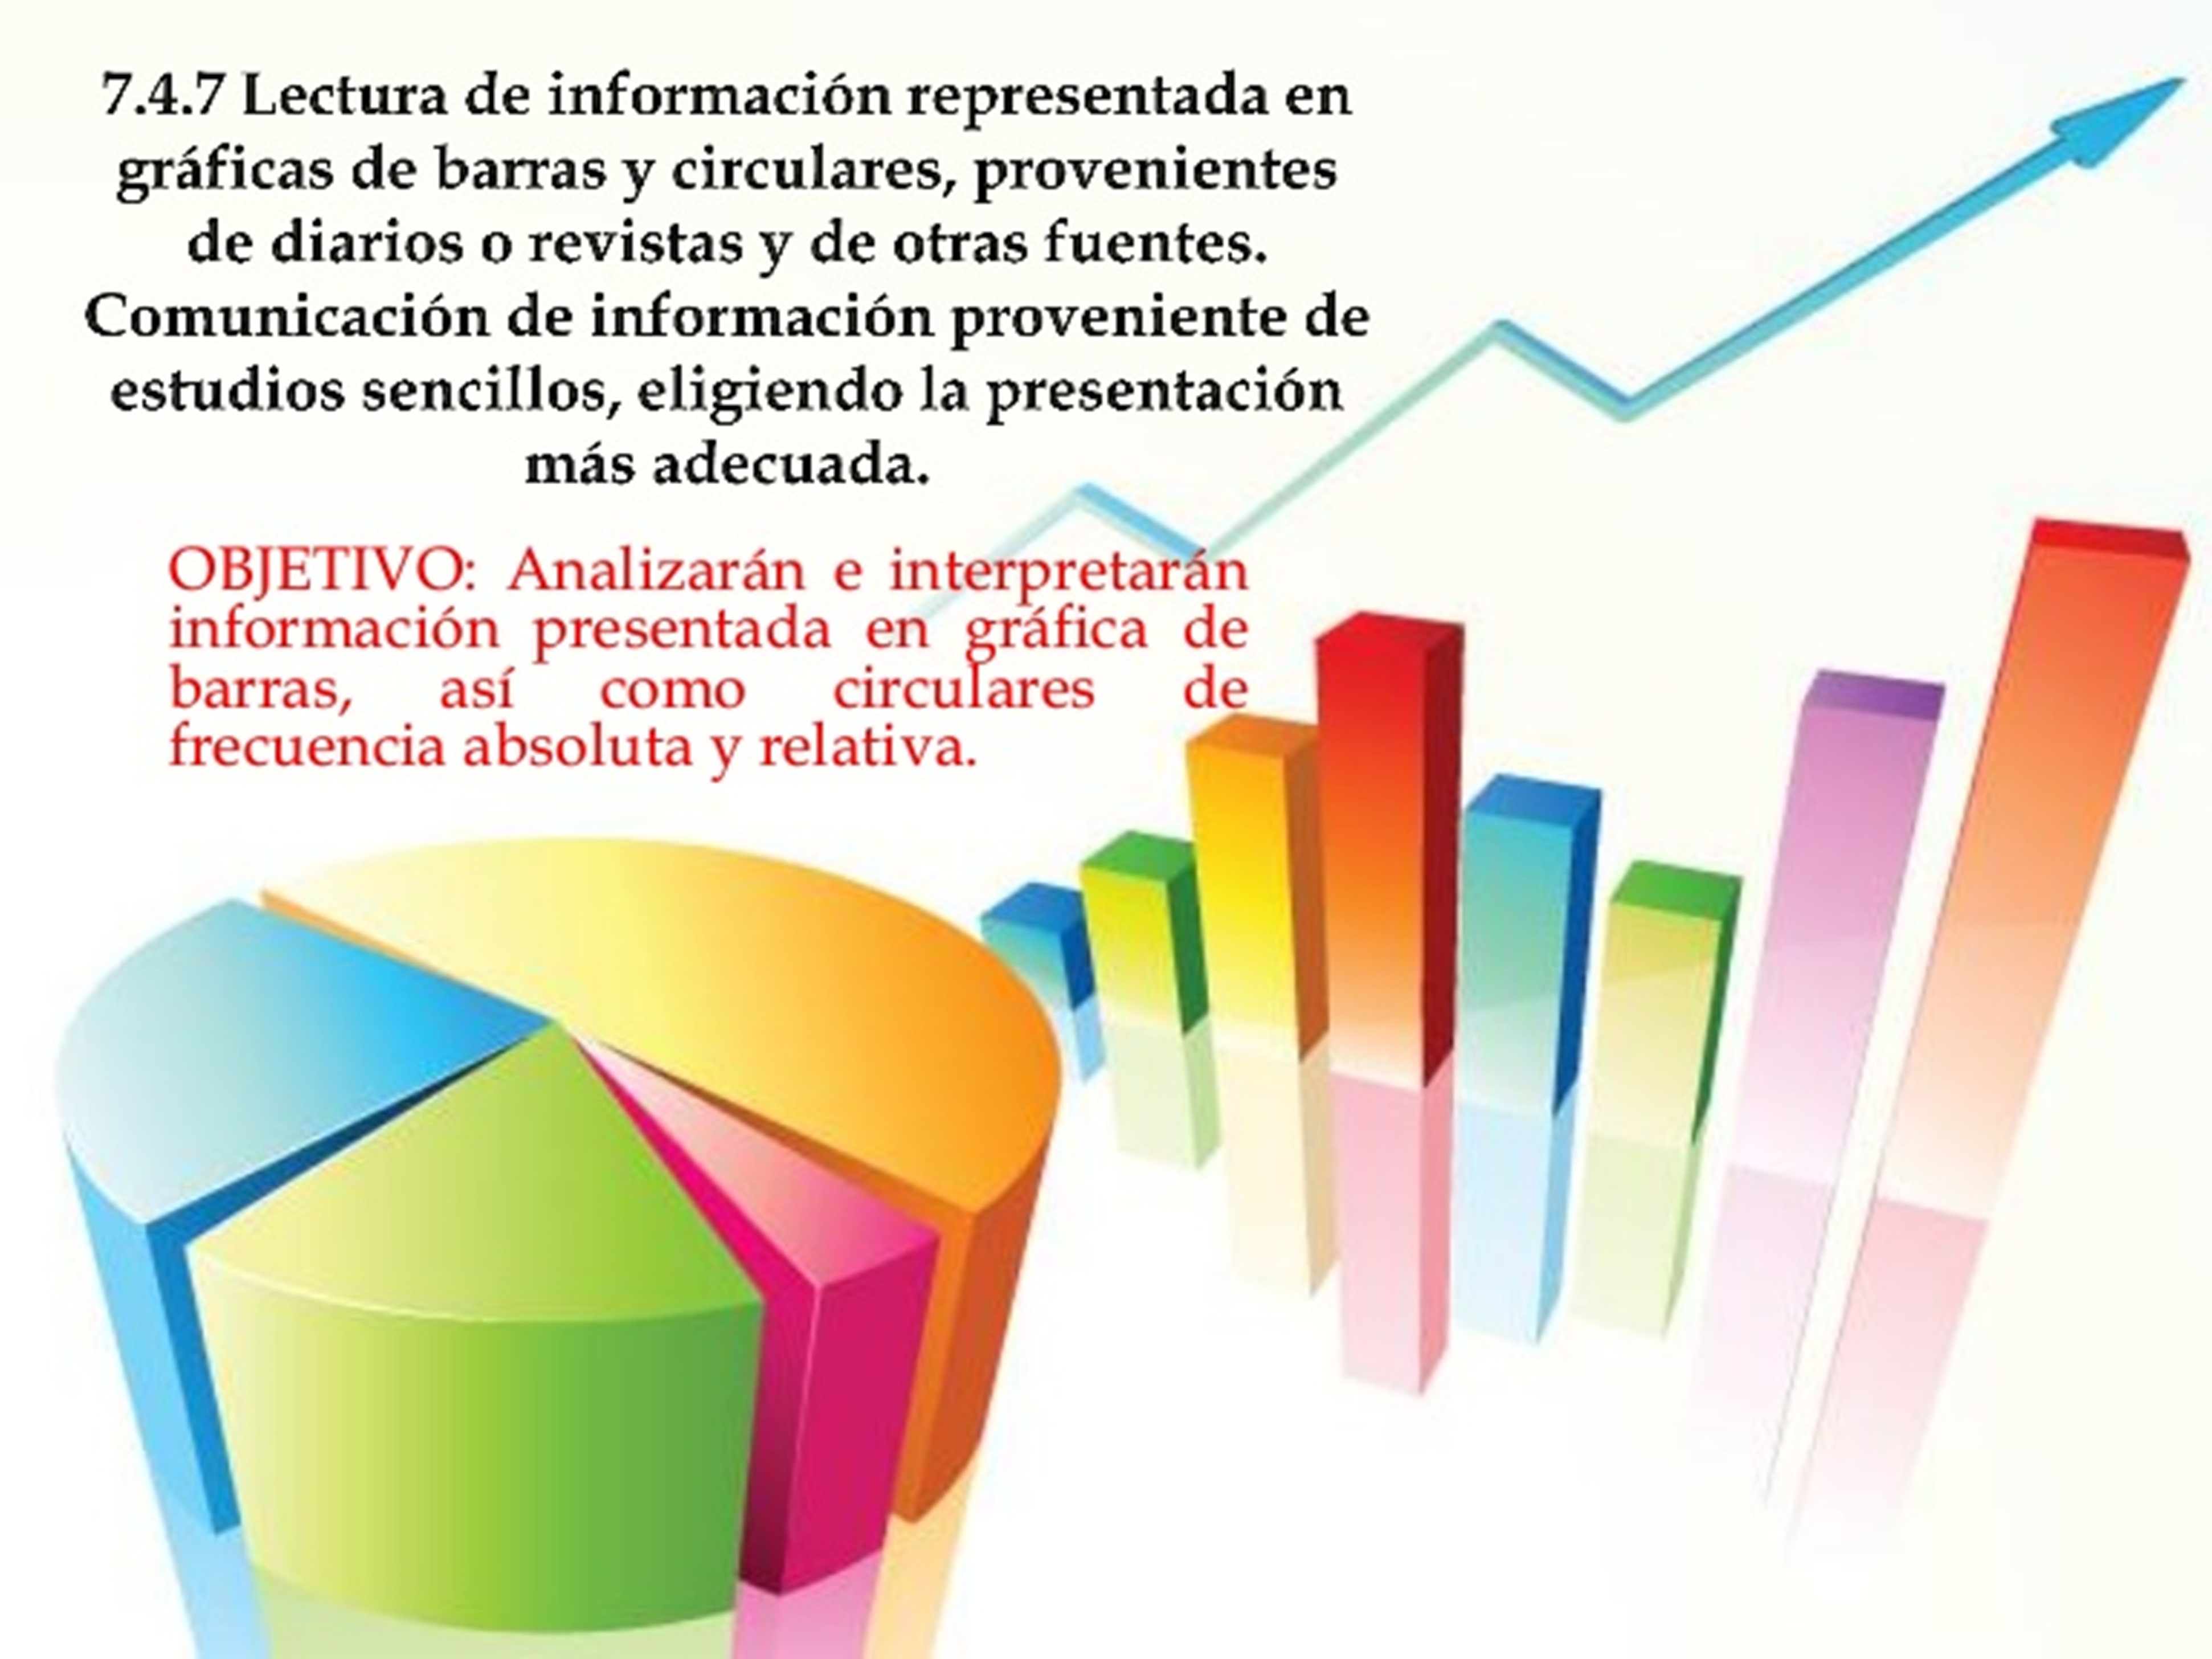 7.4.7 Lectura de información representada en
gráficas de barras y circulares, provenientes
de diarios o revistas y de otras fuentes.
Comunicación de información proveniente de
estudios sencillos, eligiendo la presentación
más adecuada.
OBJETIVO: Analizarán e interpretarán
información presentada en gráfica de
barras, así como circulares de
frecuencia absoluta y relativa.